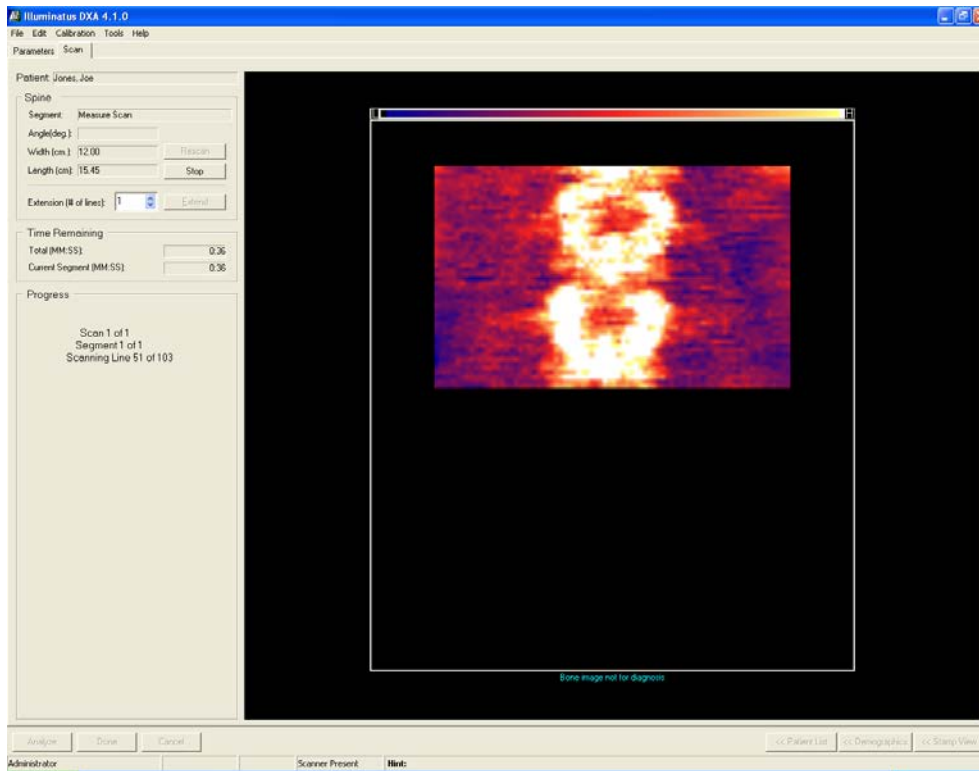 Illuminatus DXA 4.1.0
File Edit Calibration Tools Help
Parameters Scan
Patient: Jones, Joe
Spine
Segment: Measure Scan
Angle(deg.):
Width (cm.): 12.00 Rescan
Length (cm): 15.45 Stop
Extension (# of lines): 1 Extend
Time Remaining
Total (MM:SS): 0:36
Current Segment (MM:SS): 0:36
Progress
Scan 1 of 1
Segment 1 of 1
Scanning Line 51 of 103
L H
Bone image not for diagnosis
Analyze Done Cancel << Patient List << Demographics << Stamp View
Administrator Scanner Present Hint: